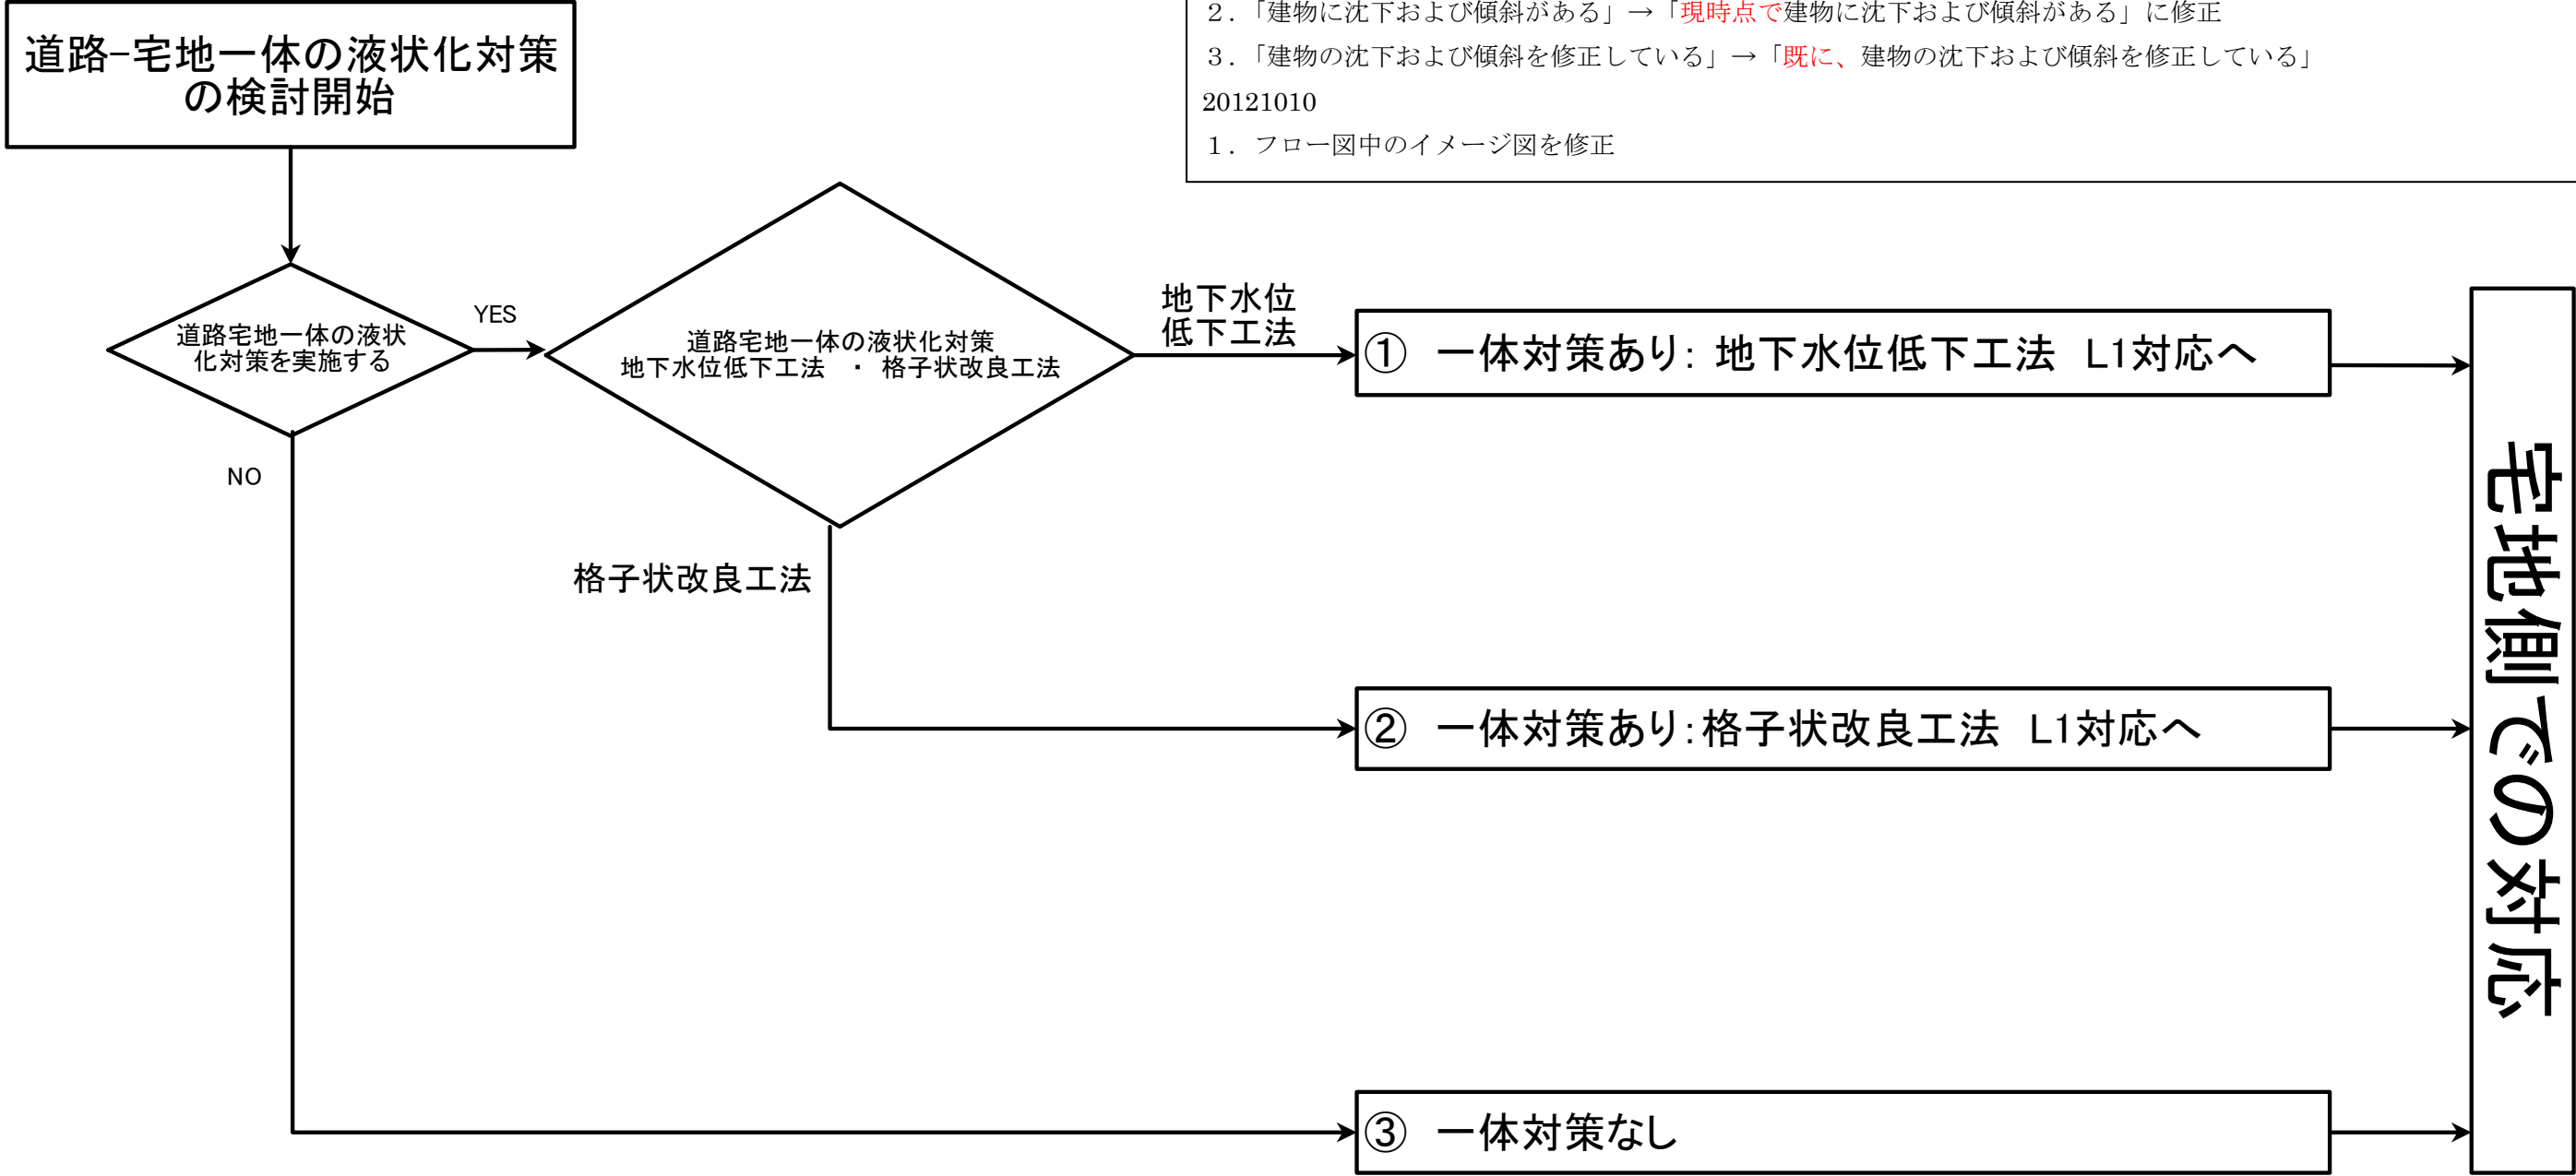 ２．「建物に沈下および傾斜がある」→「現時点で建物に沈下および傾斜がある」に修正
３．「建物の沈下および傾斜を修正している」→「既に、建物の沈下および傾斜を修正している」
20121010
１．フロー図中のイメージ図を修正
道路-宅地一体の液状化対策
の検討開始
道路宅地一体の液状
化対策を実施する
YES
NO
道路宅地一体の液状化対策
地下水位低下工法　・　格子状改良工法
地下水位
低下工法
格子状改良工法
①　一体対策あり：地下水位低下工法　L1対応へ
②　一体対策あり：格子状改良工法　L1対応へ
③　一体対策なし
宅地側での対応